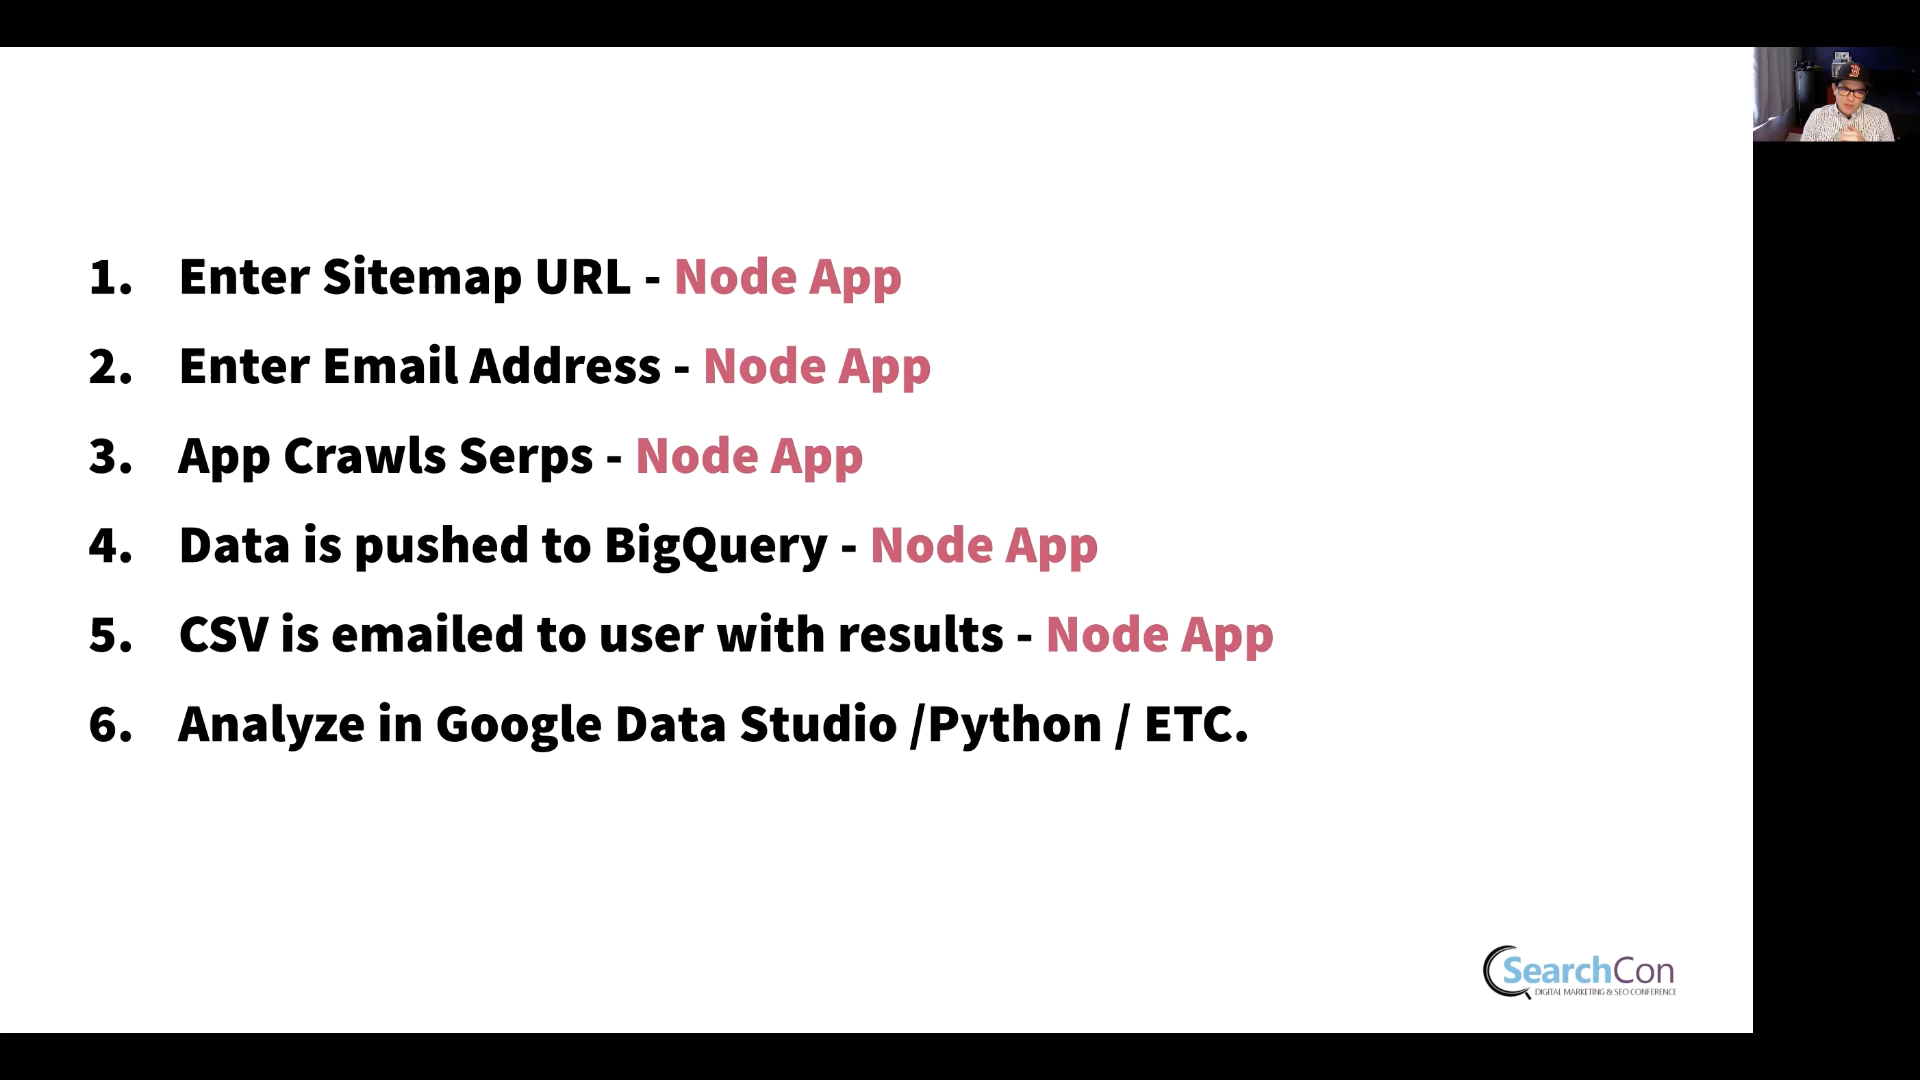 1. Enter Sitemap URL - Node App
2. Enter Email Address - Node App
3. App Crawls Serps - Node App
4. Data is pushed to BigQuery - Node App
5. CSV is emailed to user with results - Node App
6. Analyze in Google Data Studio /Python / ETC.
SearchCon
DIGITAL MARKETING & SEO CONFERENCE
B